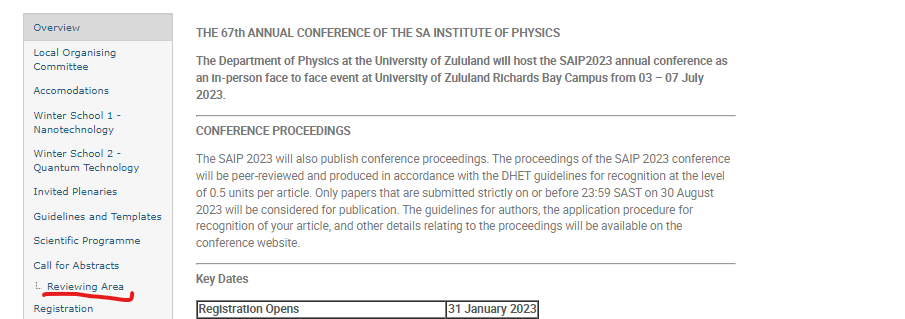 Overview
Local Organising
Committee
Accomodations
Winter School 1 -
Nanotechnology
Winter School 2 -
Quantum Technology
Invited Plenaries
Guidelines and Templates
Scientific Programme
Call for Abstracts
Reviewing Area
Registration
THE 67th ANNUAL CONFERENCE OF THE SA INSTITUTE OF PHYSICS
The Department of Physics at the University of Zululand will host the SAIP2023 annual conference as
an in-person face to face event at University of Zululand Richards Bay Campus from 03 – 07 July
2023.
CONFERENCE PROCEEDINGS
The SAIP 2023 will also publish conference proceedings. The proceedings of the SAIP 2023 conference
will be peer-reviewed and produced in accordance with the DHET guidelines for recognition at the level
of 0.5 units per article. Only papers that are submitted strictly on or before 23:59 SAST on 30 August
2023 will be considered for publication. The guidelines for authors, the application procedure for
recognition of your article, and other details relating to the proceedings will be available on the
conference website.
Key Dates
Registration Opens 31 January 2023